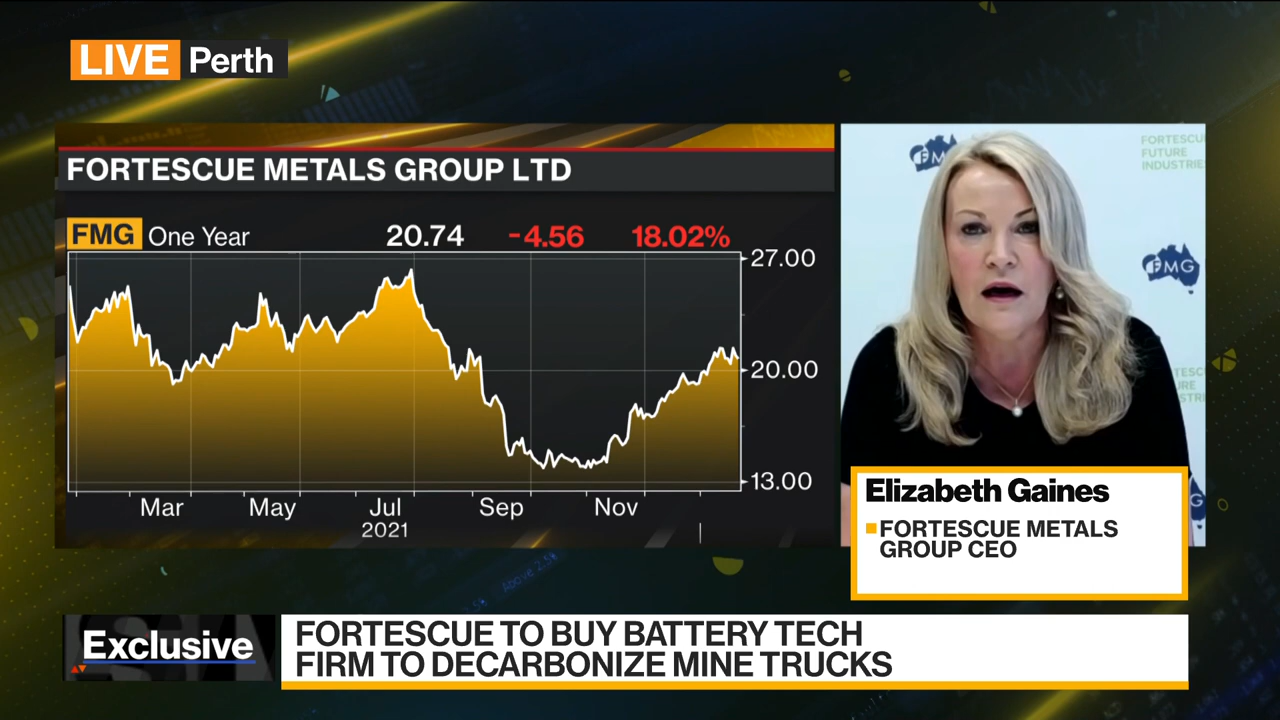 LIVE Perth
FORTESCUE METALS GROUP LTD
FMG One Year 20.74 -4.56 18.02%
27.00
20.00
13.00
Mar May Jul Sep Nov
2021
FMG
FORTESCU
FUTURE
INDUSTRIE
FMG
Elizabeth Gaines
FORTESCUE METALS
GROUP CEO
Exclusive
FORTESCUE TO BUY BATTERY TECH
FIRM TO DECARBONIZE MINE TRUCKS